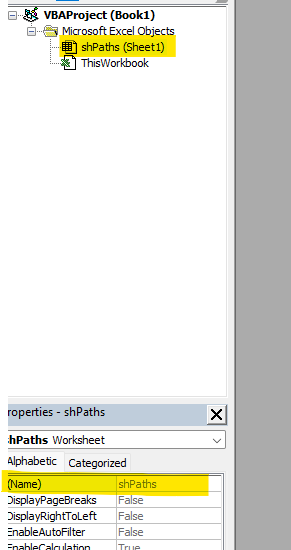 VBAProject (Book1)
Microsoft Excel Objects
shPaths (Sheet1)
ThisWorkbook
roperties - shPaths
shPaths Worksheet
Alphabetic Categorized
(Name) shPaths
DisplayPageBreaks False
DisplayRightToLeft False
EnableAutoFilter False
EnableCalculation True